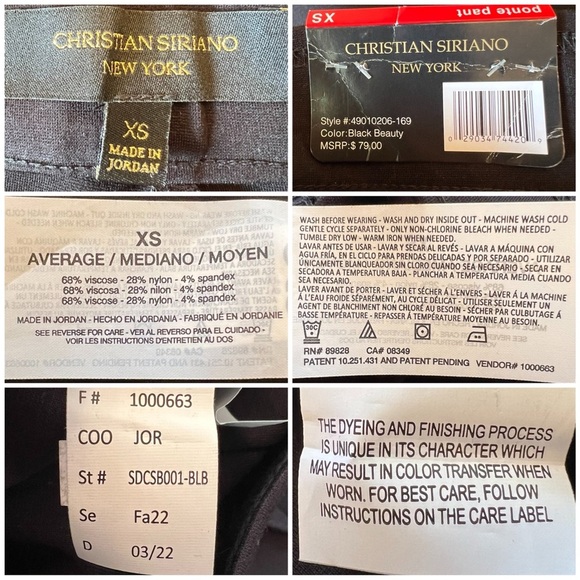 CHRISTIAN SIRIANO
NEW YORK
XS
MADE IN
JORDAN
ponte pant
XS
CHRISTIAN SIRIANO
NEW YORK
Style #:49010206-169
Color:Black Beauty
MSRP:$ 79.00
0 29034 74420 9
XS
AVERAGE / MEDIANO / MOYEN
68% viscose - 28% nylon - 4% spandex
68% viscosa - 28% nilon - 4% spandex
68% viscose - 28% nylon - 4% spandex
MADE IN JORDAN - HECHO EN JORDANIA - FABRIQUÉ EN JORDANIE
SEE REVERSE FOR CARE - VER AL REVERSO PARA EL CUIDADO -
VOIR LES INSTRUCTIONS D'ENTRETIEN AU DOS
WASH BEFORE WEARING - WASH AND DRY INSIDE OUT - MACHINE WASH COLD
GENTLE CYCLE SEPARATELY - ONLY NON-CHLORINE BLEACH WHEN NEEDED -
TUMBLE DRY LOW - WARM IRON WHEN NEEDED.
LAVAR ANTES DE USAR - LAVAR Y SECAR AL REVÉS - LAVAR A MÁQUINA CON
AGUA FRÍA, EN EL CICLO PARA PRENDAS DELICADAS Y POR SEPARADO - UTILIZAR
ÚNICAMENTE BLANQUEADOR SIN CLORO CUANDO SEA NECESARIO - SECAR EN
SECADORA A TEMPERATURA BAJA - PLANCHAR A TEMPERATURA MEDIA CUANDO
SEA NECESARIO.
LAVER AVANT DE PORTER - LAVER ET SÉCHER À L'ENVERS - LAVER À LA MACHINE
À L'EAU FROIDE SÉPARÉMENT, AU CYCLE DÉLICAT - UTILISER SEULEMENT UN
AGENT DE BLANCHIMENT NON CHLORÉ AU BESOIN - SÉCHER PAR CULBUTAGE À
BASSE TEMPÉRATURE - REPASSER À TEMPÉRATURE MOYENNE AU BESOIN.
30C
RN# 89828 CA# 08349
PATENT 10.251.431 AND PATENT PENDING VENDOR# 1000663
F # 1000663
COO JOR
St # SDCSB001-BLB
Se Fa22
D 03/22
THE DYEING AND FINISHING PROCESS
IS UNIQUE IN ITS CHARACTER WHICH
MAY RESULT IN COLOR TRANSFER WHEN
WORN. FOR BEST CARE, FOLLOW
INSTRUCTIONS ON THE CARE LABEL